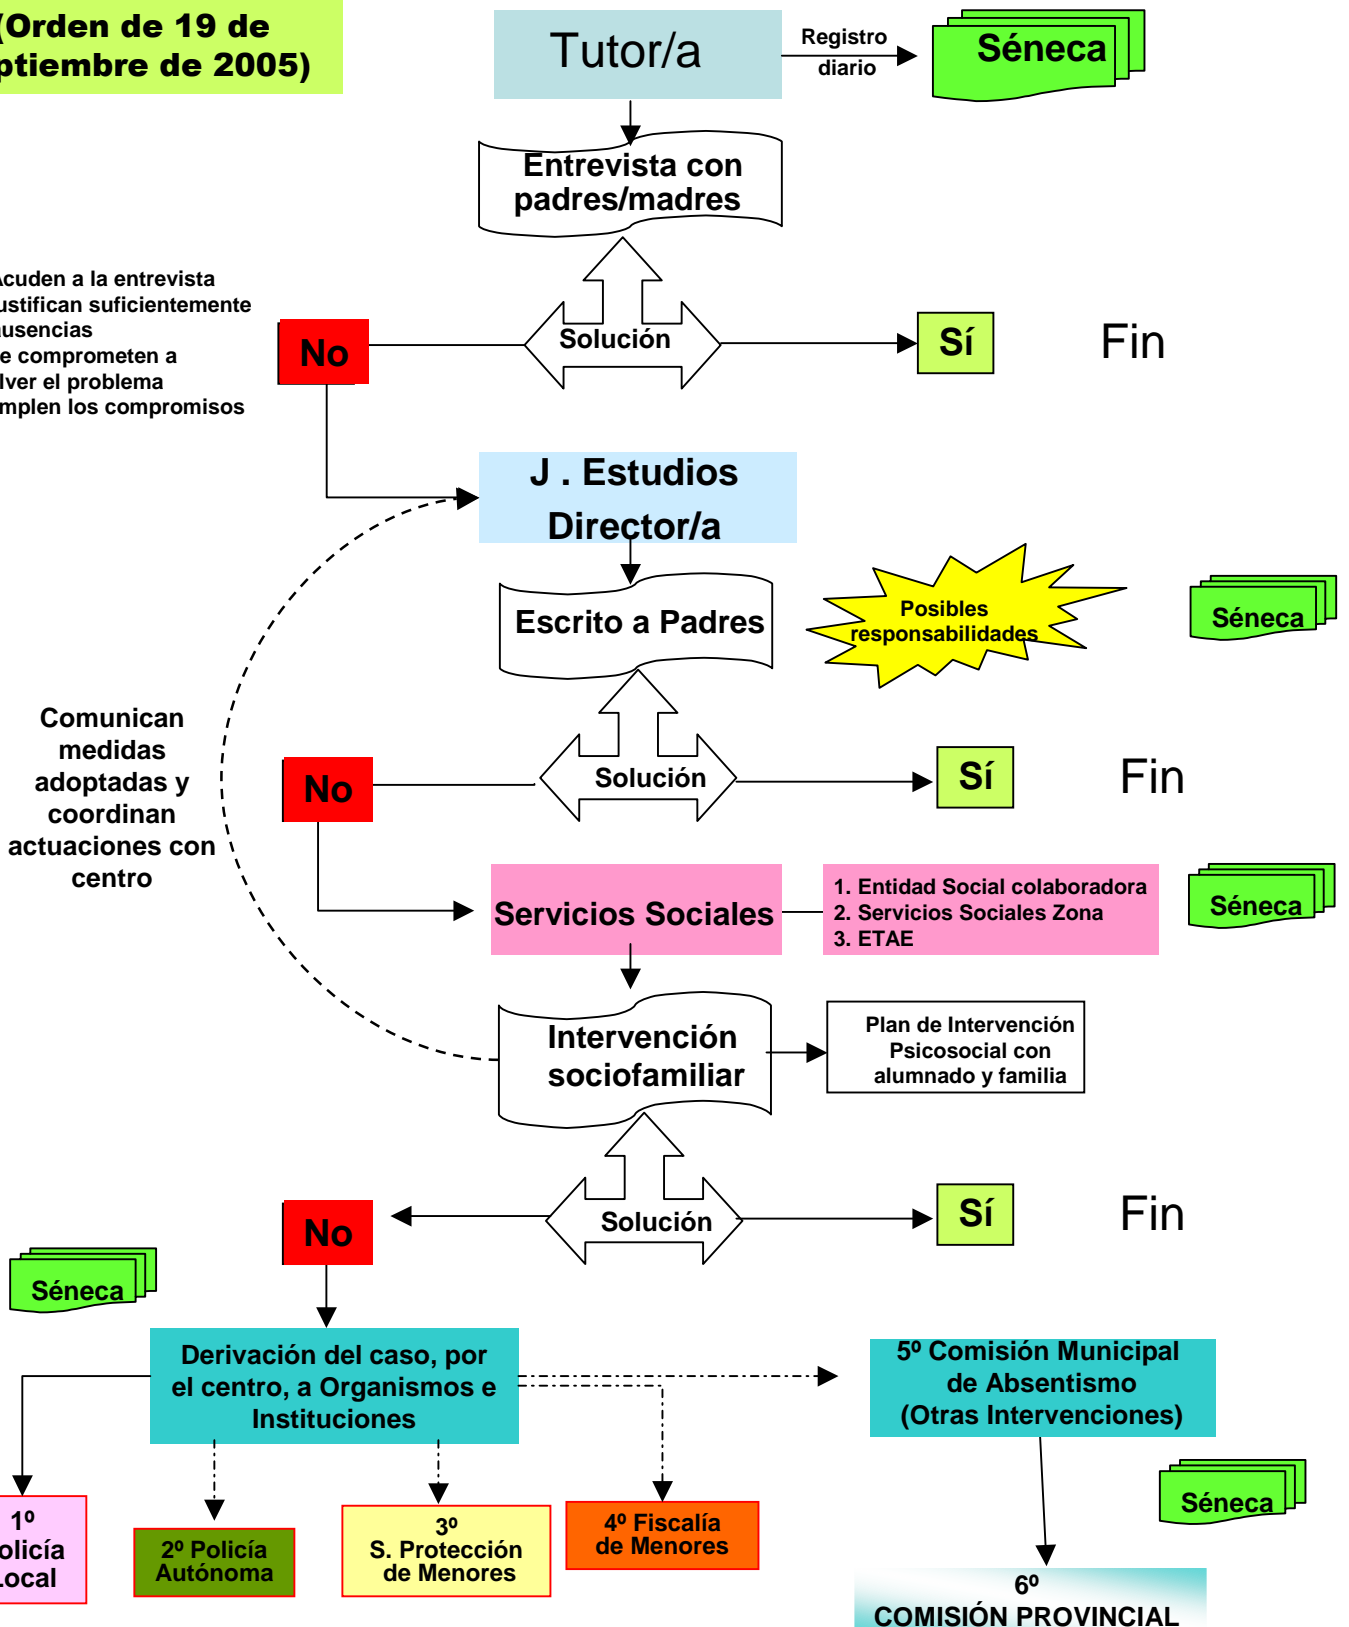 (Orden de 19 de
ptiembre de 2005)
Tutor/a
Registro
diario
Séneca
Entrevista con
padres/madres
Acuden a la entrevista
ustifican suficientemente
ausencias
e comprometen a
lver el problema
mplen los compromisos
No
Solución
Sí
Fin
J . Estudios
Director/a
Escrito a Padres
Posibles
responsabilidades
Séneca
Comunican
medidas
adoptadas y
coordinan
actuaciones con
centro
No
Solución
Sí
Fin
Servicios Sociales
1. Entidad Social colaboradora
2. Servicios Sociales Zona
3. ETAE
Séneca
Intervención
sociofamiliar
Plan de Intervención
Psicosocial con
alumnado y familia
No
Solución
Sí
Fin
Séneca
Derivación del caso, por
el centro, a Organismos e
Instituciones
5º Comisión Municipal
de Absentismo
(Otras Intervenciones)
Séneca
1º
olicía
Local
2º Policía
Autónoma
3º
S. Protección
de Menores
4º Fiscalía
de Menores
6º
COMISIÓN PROVINCIAL